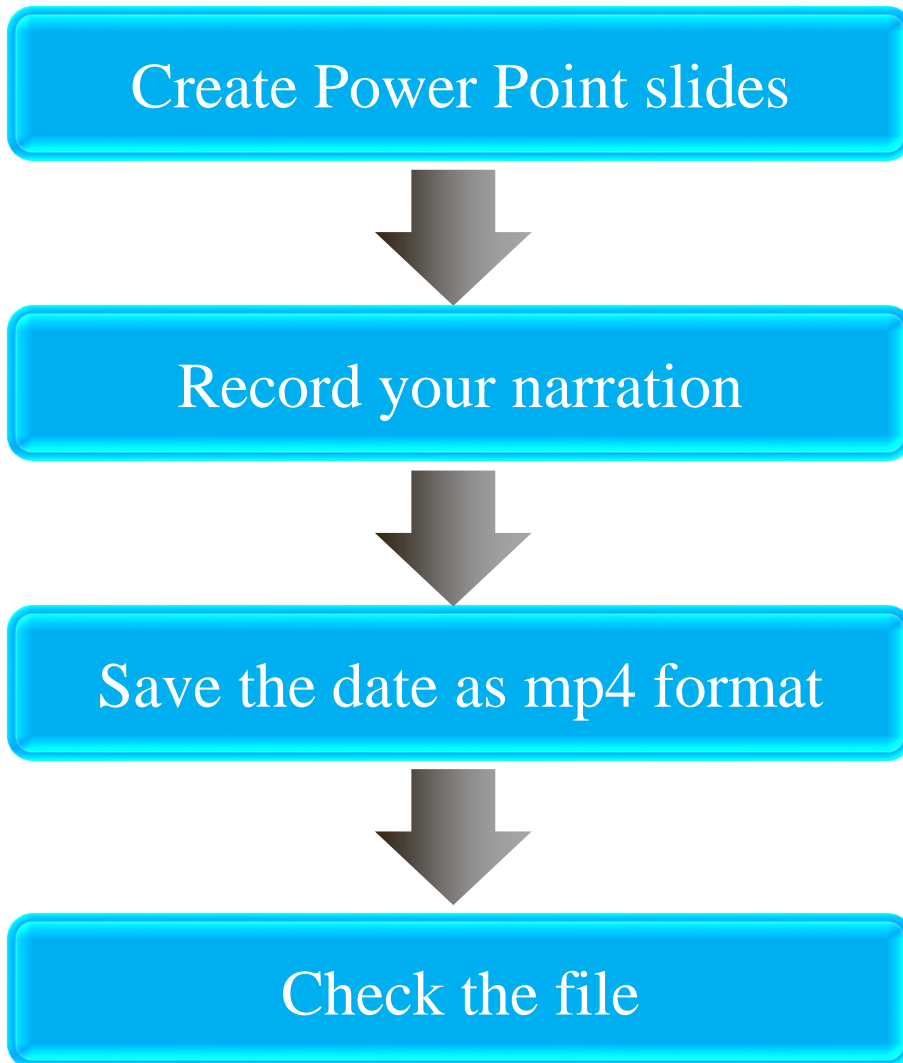 Create Power Point slides
Record your narration
Save the date as mp4 format
Check the file